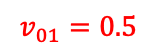 v₀₁ = 0.5